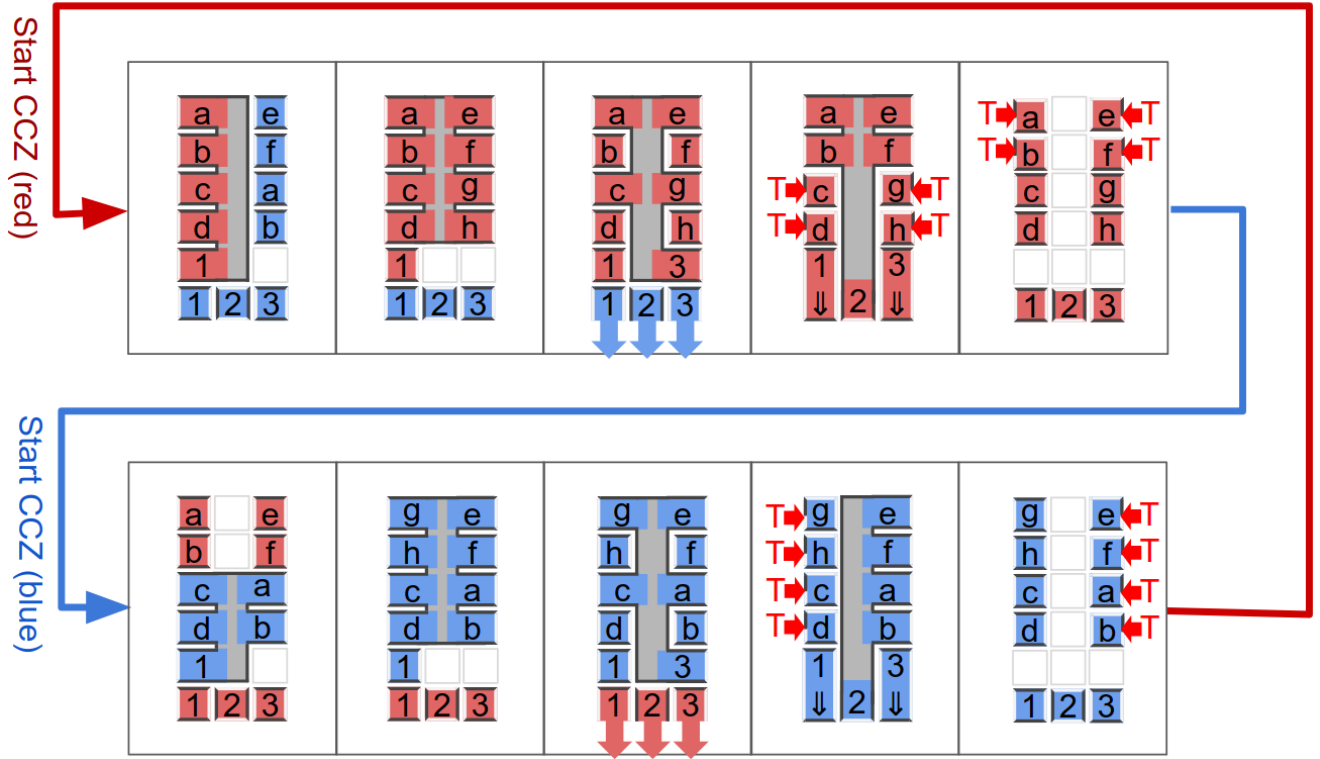 Start CCZ (red)
a e
b f
c a
d b
1
1 2 3
a e
b f
c g
d h
1
1 2 3
a e
b f
c g
d h
1 3
1 2 3
a e
b f
T c g T
T d h T
1 3
⇓ 2 ⇓
T a e T
T b f T
c g
d h
1 2 3
Start CCZ (blue)
a e
b f
c a
d b
1
1 2 3
g e
h f
c a
d b
1
1 2 3
g e
h f
c a
d b
1 3
1 2 3
T g e
T h f
T c a
T d b
1 3
⇓ 2 ⇓
g e T
h f T
c a T
d b T
1 2 3